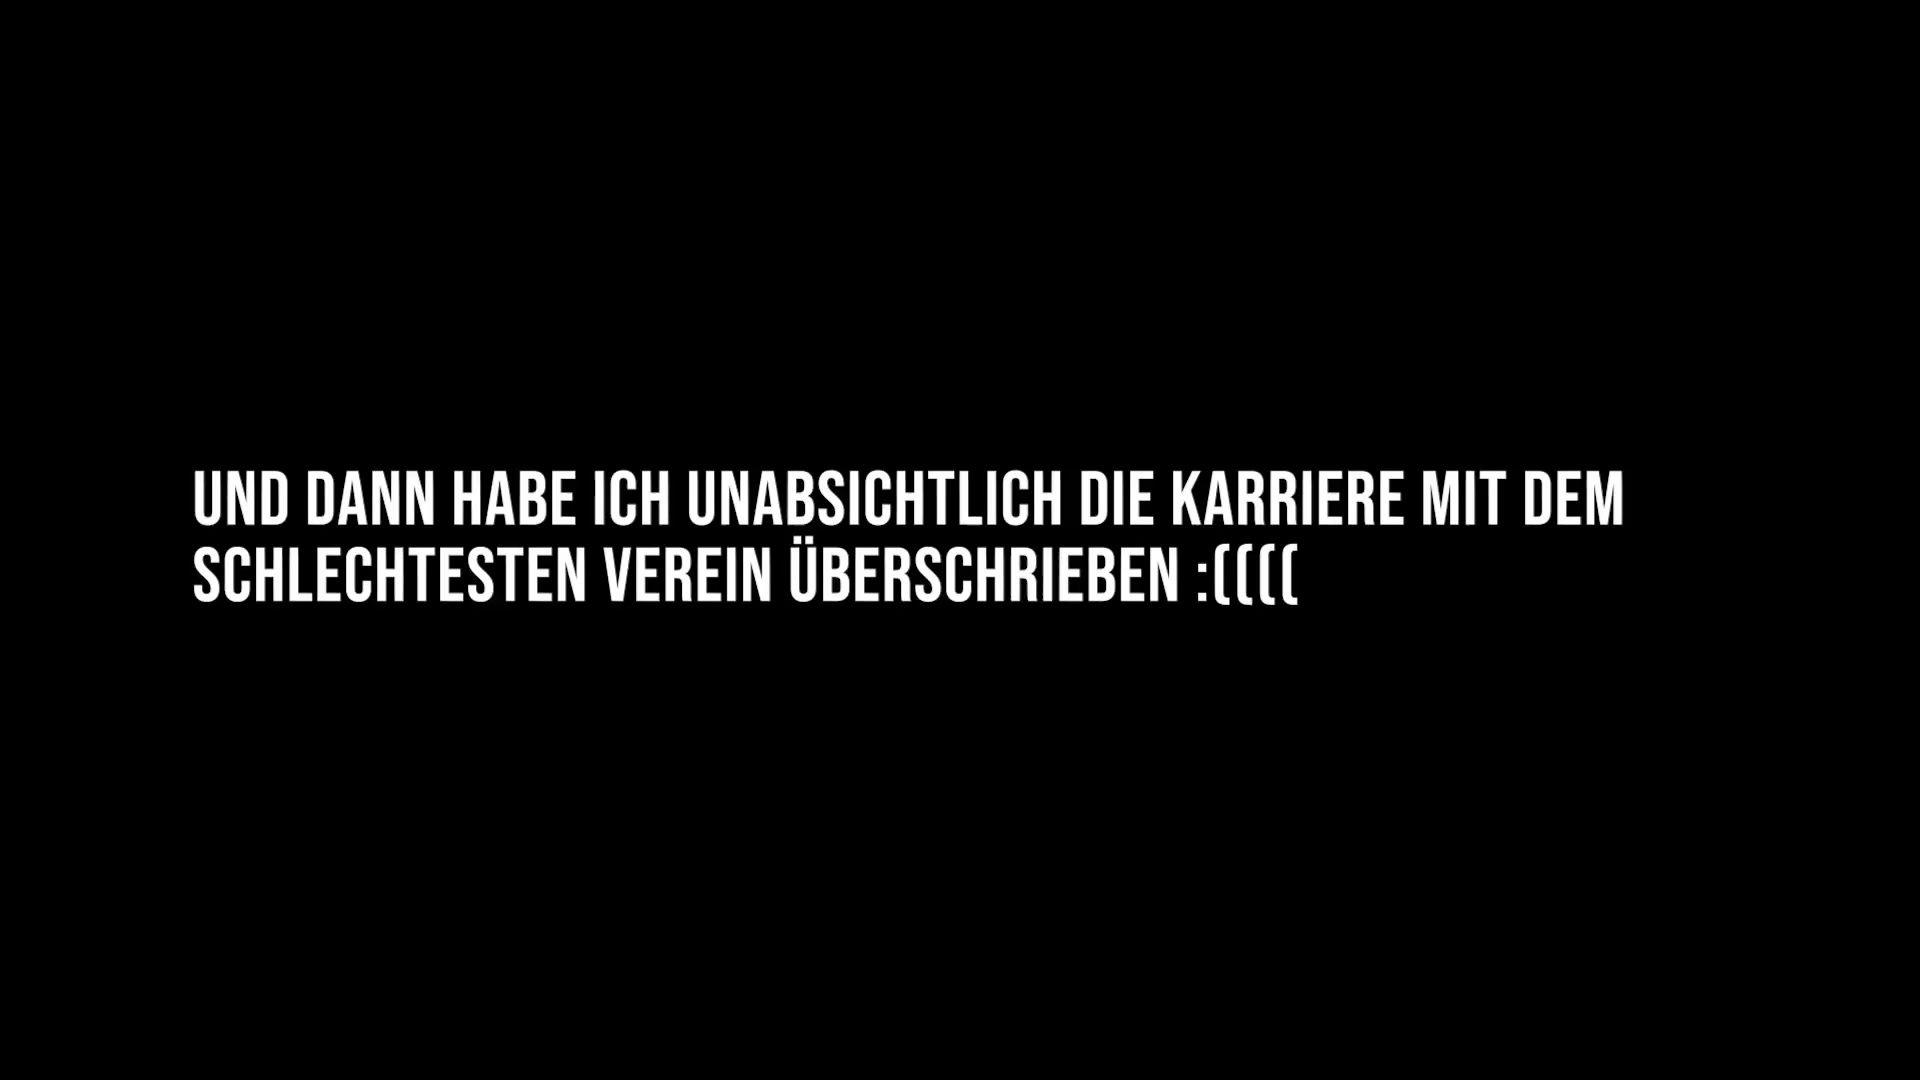 UND DANN HABE ICH UNABSICHTLICH DIE KARRIERE MIT DEM
SCHLECHTESTEN VEREIN ÜBERSCHRIEBEN :((((